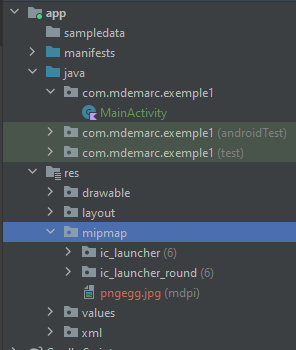 app
sampledata
manifests
java
com.mdemarc.exemple1
MainActivity
com.mdemarc.exemple1 (androidTest)
com.mdemarc.exemple1 (test)
res
drawable
layout
mipmap
ic_launcher (6)
ic_launcher_round (6)
pngegg.jpg (mdpi)
values
xml